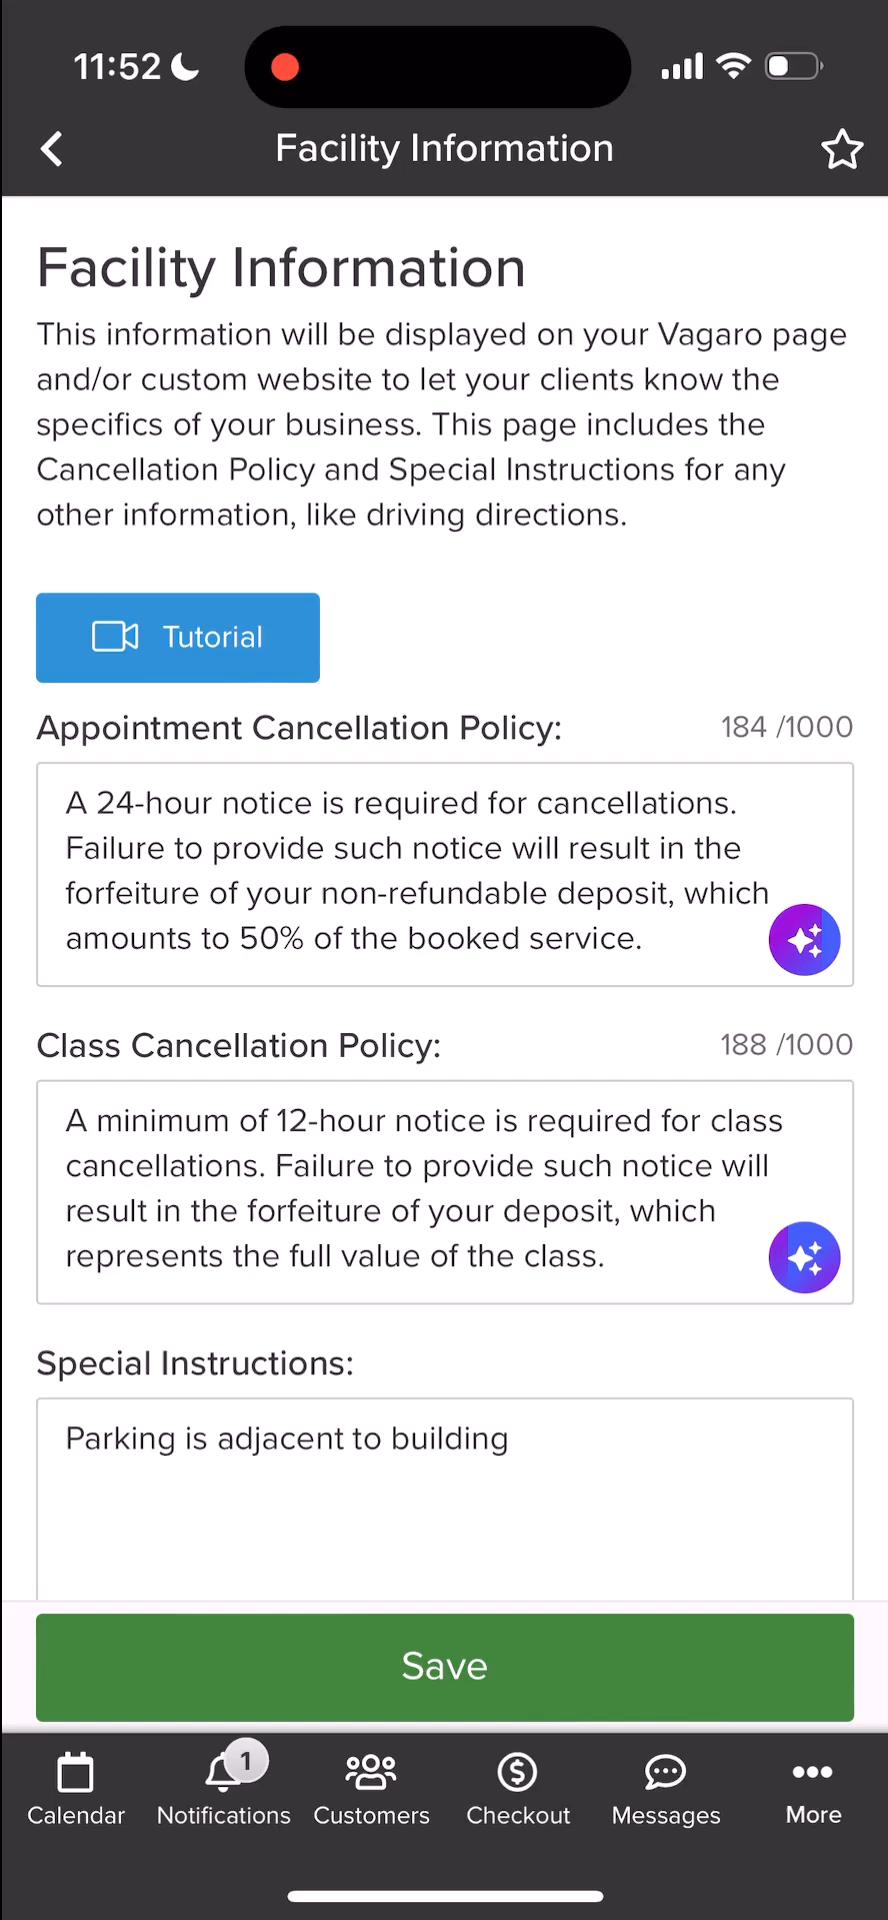 11:52
Facility Information
Facility Information
This information will be displayed on your Vagaro page
and/or custom website to let your clients know the
specifics of your business. This page includes the
Cancellation Policy and Special Instructions for any
other information, like driving directions.
Tutorial
Appointment Cancellation Policy: 184 /1000
A 24-hour notice is required for cancellations.
Failure to provide such notice will result in the
forfeiture of your non-refundable deposit, which
amounts to 50% of the booked service.
Class Cancellation Policy: 188 /1000
A minimum of 12-hour notice is required for class
cancellations. Failure to provide such notice will
result in the forfeiture of your deposit, which
represents the full value of the class.
Special Instructions:
Parking is adjacent to building
Save
1
Calendar Notifications Customers Checkout Messages More